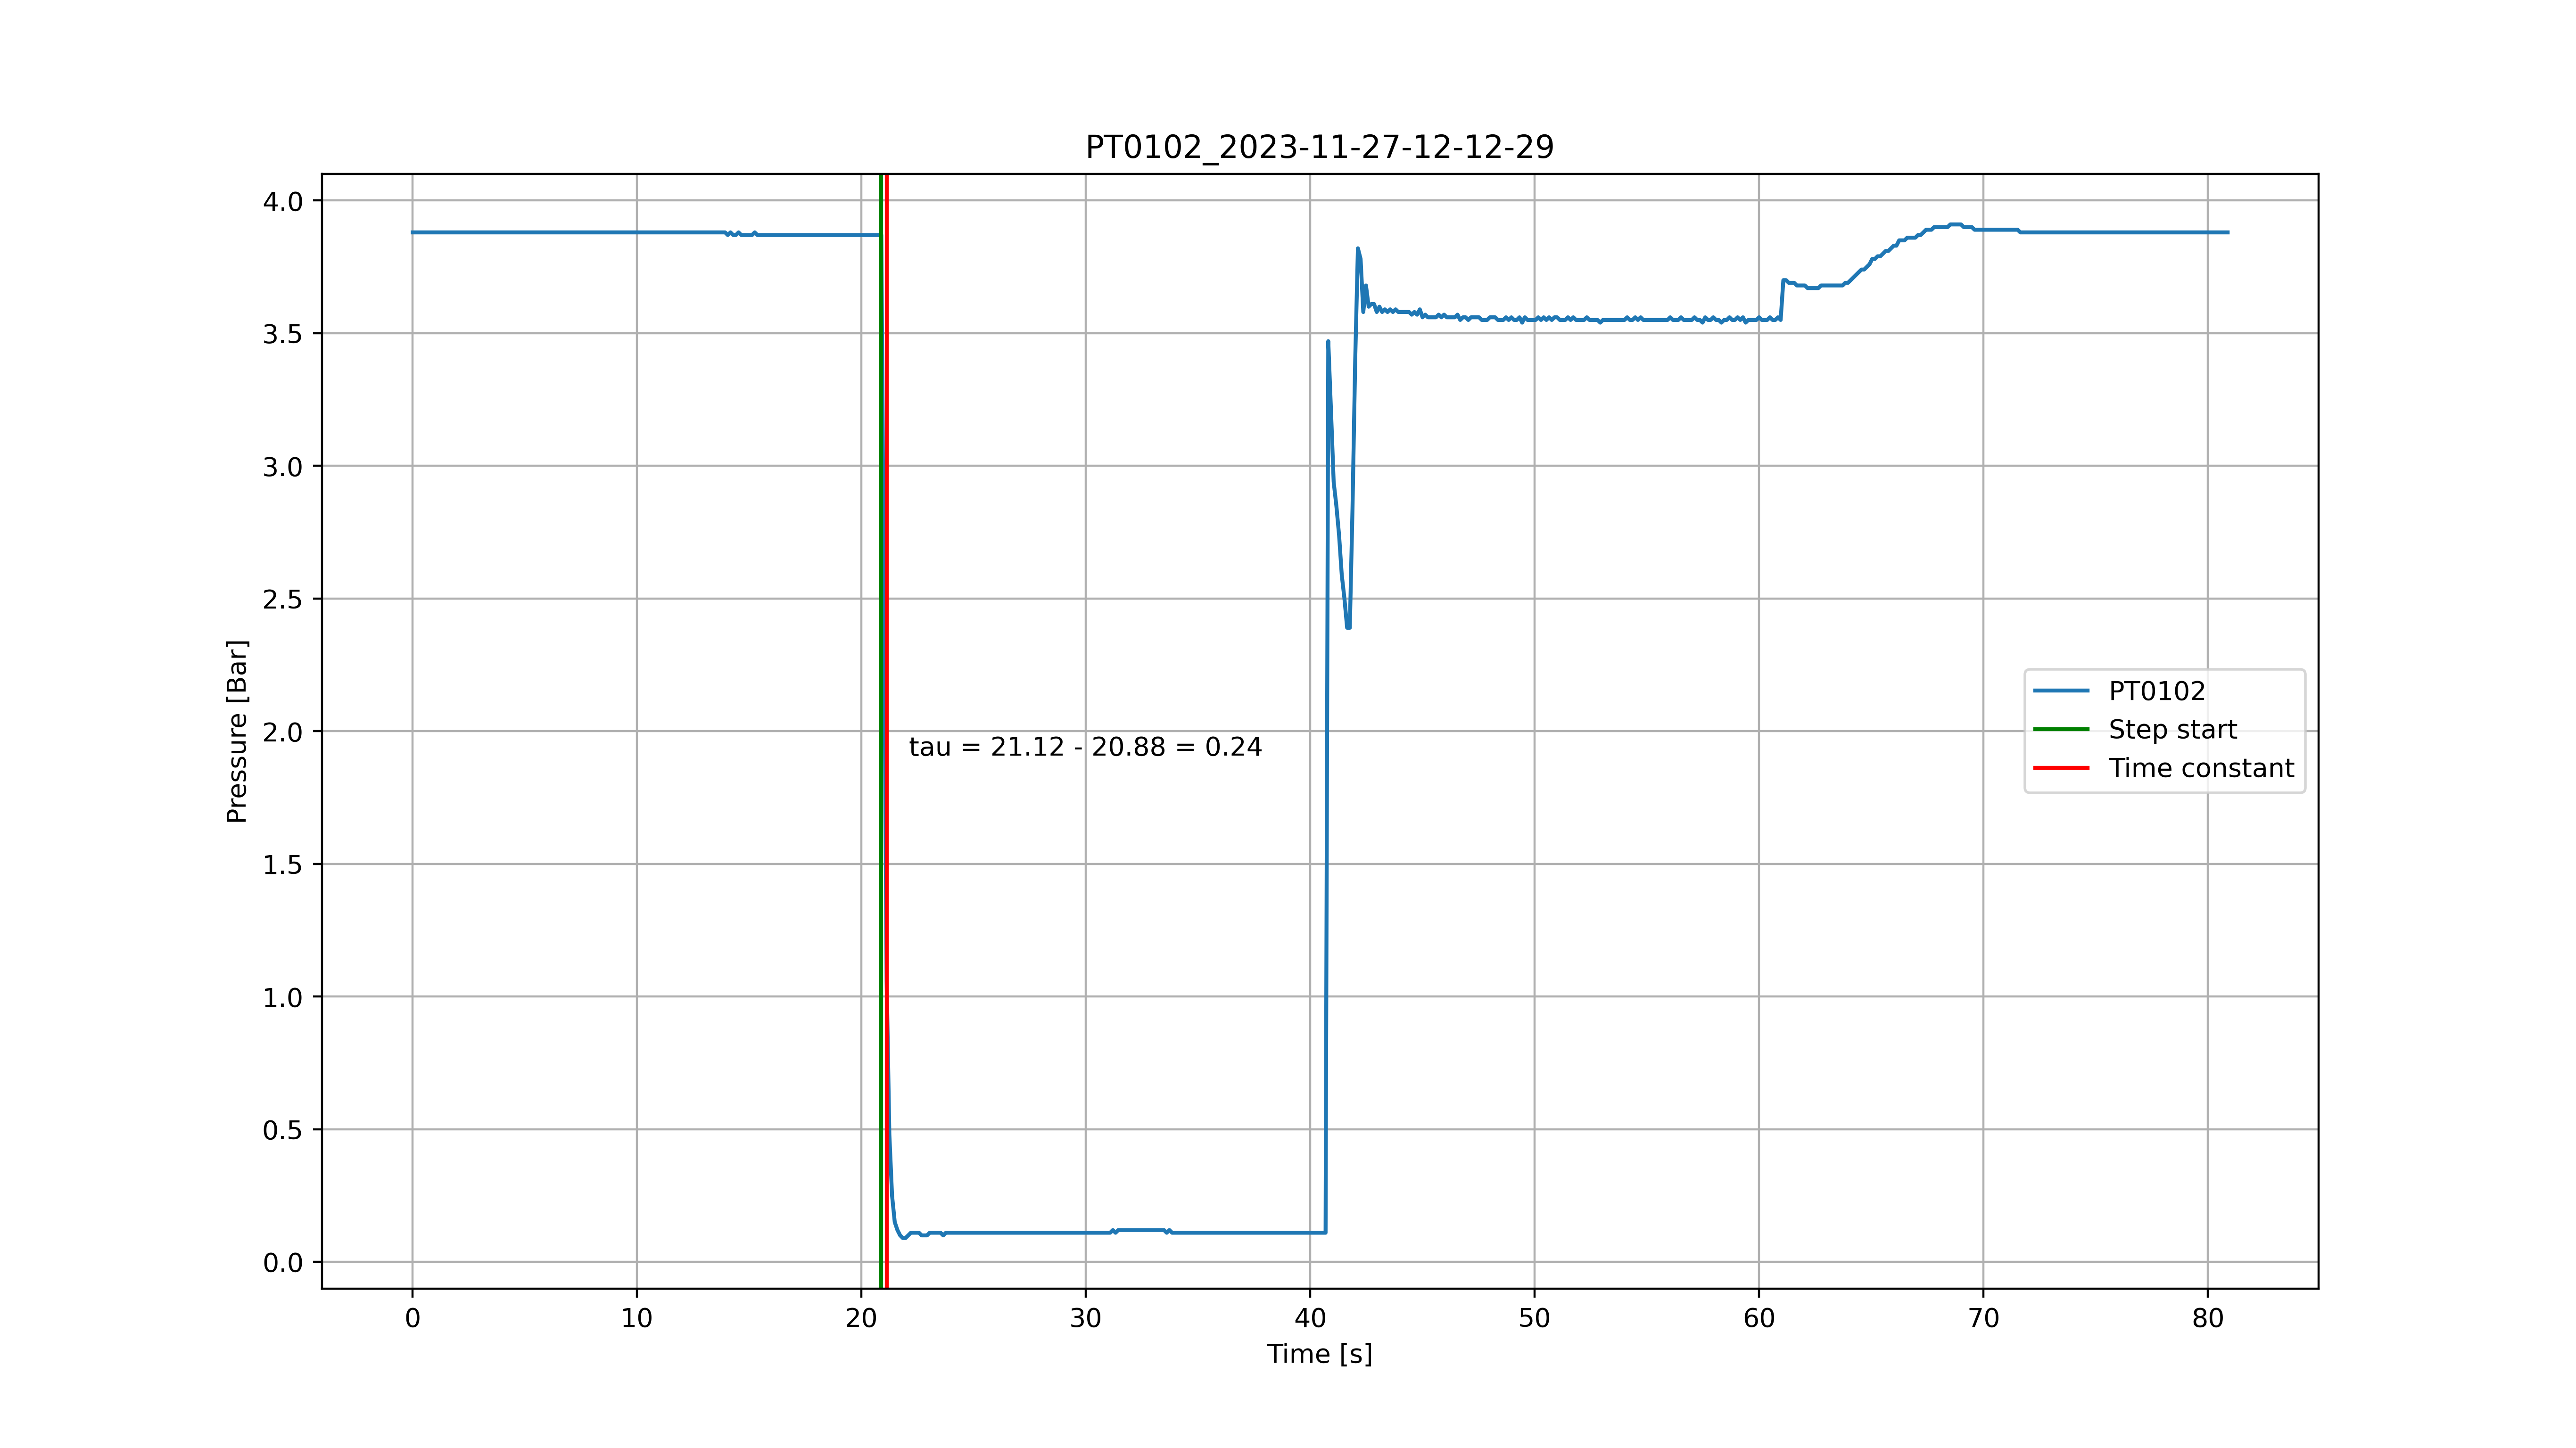 PT0102_2023-11-27-12-12-29
4.0
3.5
3.0
2.5
2.0
1.5
1.0
0.5
0.0
Pressure [Bar]
tau = 21.12 - 20.88 = 0.24
PT0102
Step start
Time constant
0 10 20 30 40 50 60 70 80
Time [s]